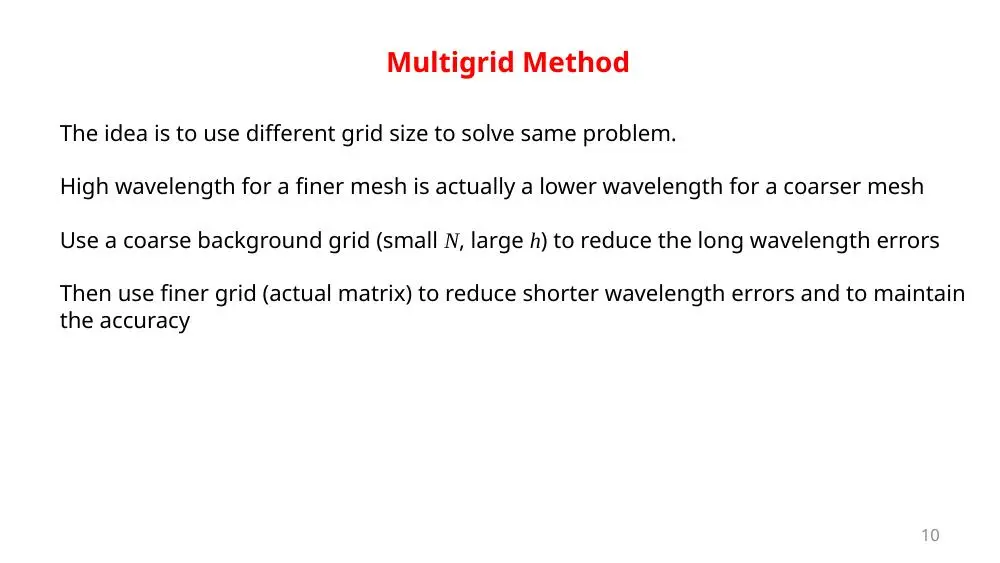 Multigrid Method
The idea is to use different grid size to solve same problem.
High wavelength for a finer mesh is actually a lower wavelength for a coarser mesh
Use a coarse background grid (small N, large h) to reduce the long wavelength errors
Then use finer grid (actual matrix) to reduce shorter wavelength errors and to maintain
the accuracy
10